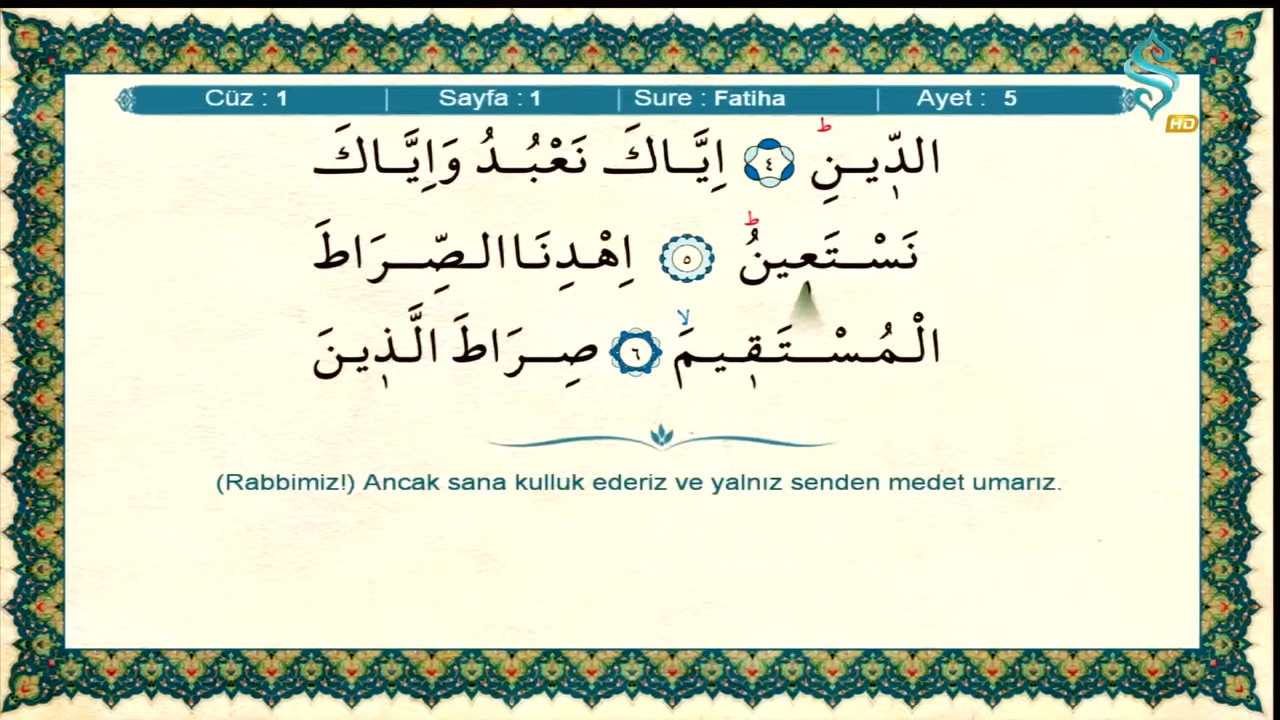 Cüz : 1 | Sayfa : 1 | Sure : Fatiha | Ayet : 5
HD
الدّ۪ينِۜ ﴿٤﴾ اِيَّاكَ نَعْبُدُ وَاِيَّاكَ
نَسْتَع۪ينُۜ ﴿٥﴾ اِهْدِنَا الصِّرَاطَ
الْمُسْتَق۪يمَۙ ﴿٦﴾ صِرَاطَ الَّذ۪ينَ
(Rabbimiz!) Ancak sana kulluk ederiz ve yalnız senden medet umarız.